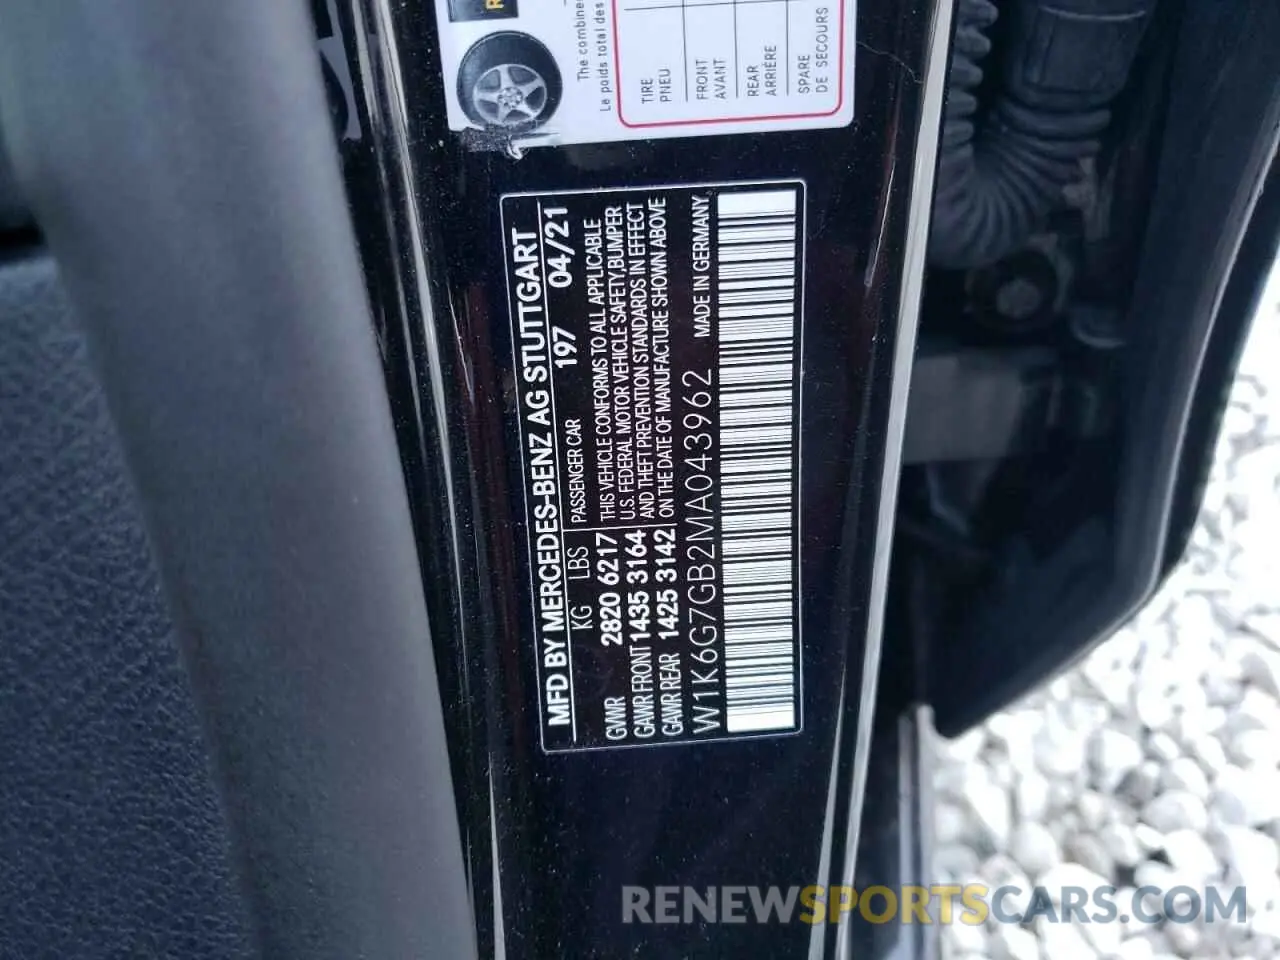 The combine
Le poids total des
TIRE
PNEU
FRONT
AVANT
REAR
ARRIÈRE
SPARE
DE SECOURS
MFD BY MERCEDES-BENZ AG STUTTGART
KG LBS PASSENGER CAR 197 04/21
GVWR 2820 6217 THIS VEHICLE CONFORMS TO ALL APPLICABLE
U.S. FEDERAL MOTOR VEHICLE SAFETY,BUMPER
GAWR FRONT 1435 3164 AND THEFT PREVENTION STANDARDS IN EFFECT
GAWR REAR 1425 3142 ON THE DATE OF MANUFACTURE SHOWN ABOVE
W1K6G7GB2MA043962 MADE IN GERMANY
RENEWSPORTSCARS.COM